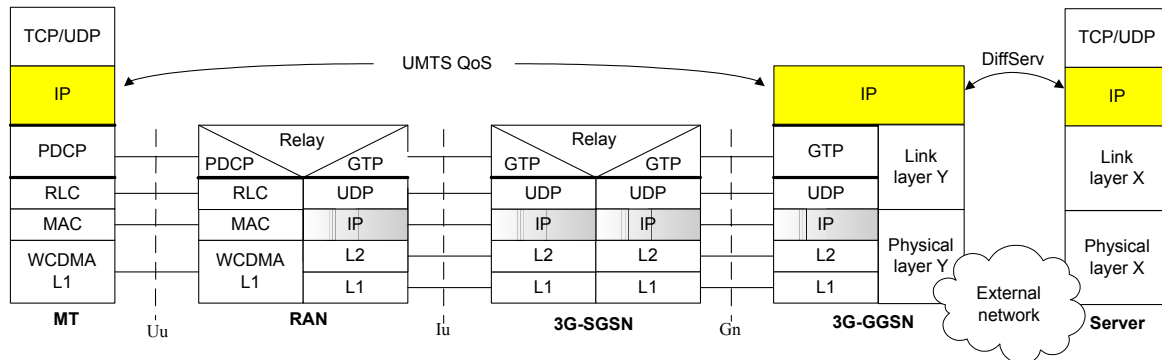 TCP/UDP
IP
PDCP
RLC
MAC
WCDMA
L1
MT
Uu
UMTS QoS
Relay
PDCP
GTP
RLC
UDP
MAC
IP
WCDMA
L1
L2
L1
RAN
Iu
Relay
GTP
GTP
UDP
UDP
IP
IP
L2
L2
L1
L1
3G-SGSN
Gn
IP
GTP
Link
layer Y
UDP
IP
Physical
layer Y
L2
L1
3G-GGSN
DiffServ
External
network
TCP/UDP
IP
Link
layer X
Physical
layer X
Server